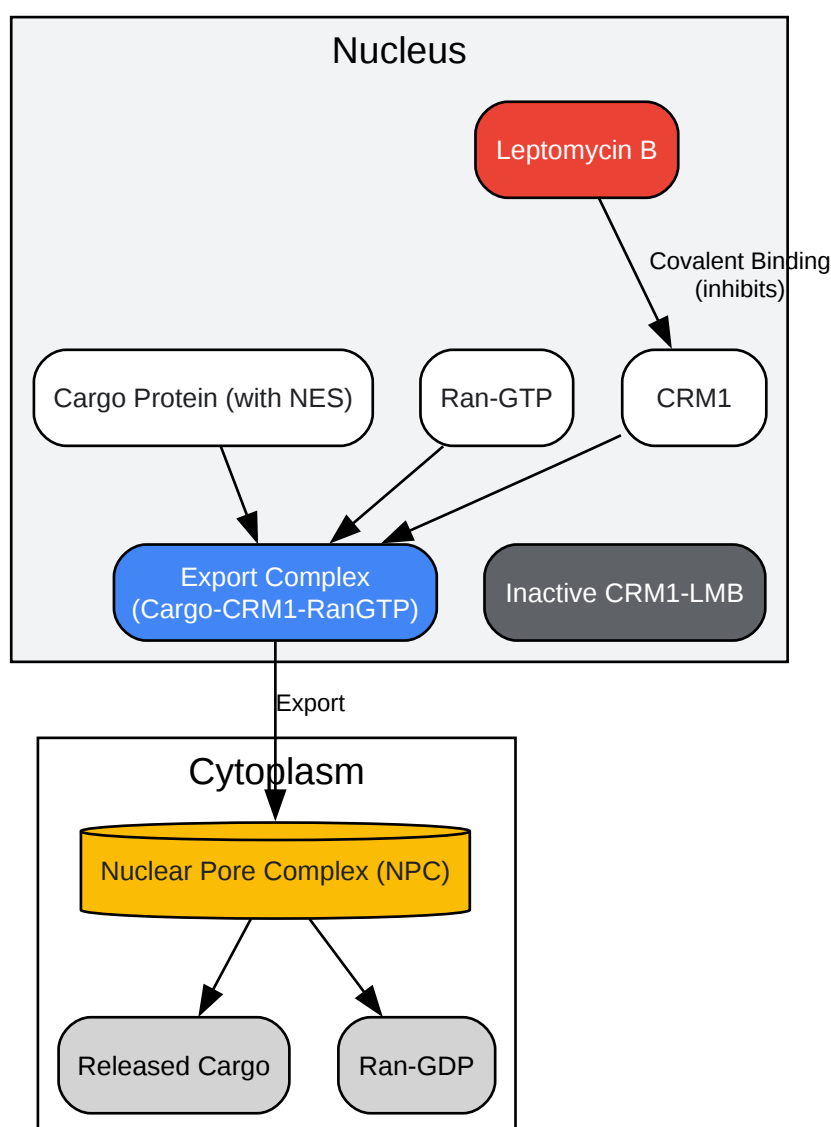 Nucleus
Leptomycin B
Covalent Binding
(inhibits)
Cargo Protein (with NES)
Ran-GTP
CRM1
Export Complex
(Cargo-CRM1-RanGTP)
Inactive CRM1-LMB
Export
Cytoplasm
Nuclear Pore Complex (NPC)
Released Cargo
Ran-GDP